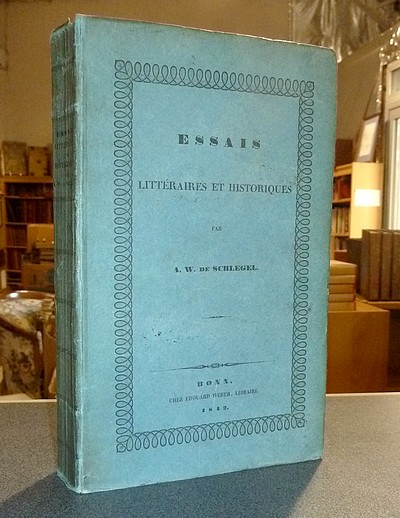 ESSAIS
LITTÉRAIRES ET HISTORIQUES
PAR
A. W. DE SCHLEGEL.
BONN,
CHEZ EDOUARD WEBER, LIBRAIRE.
1842.